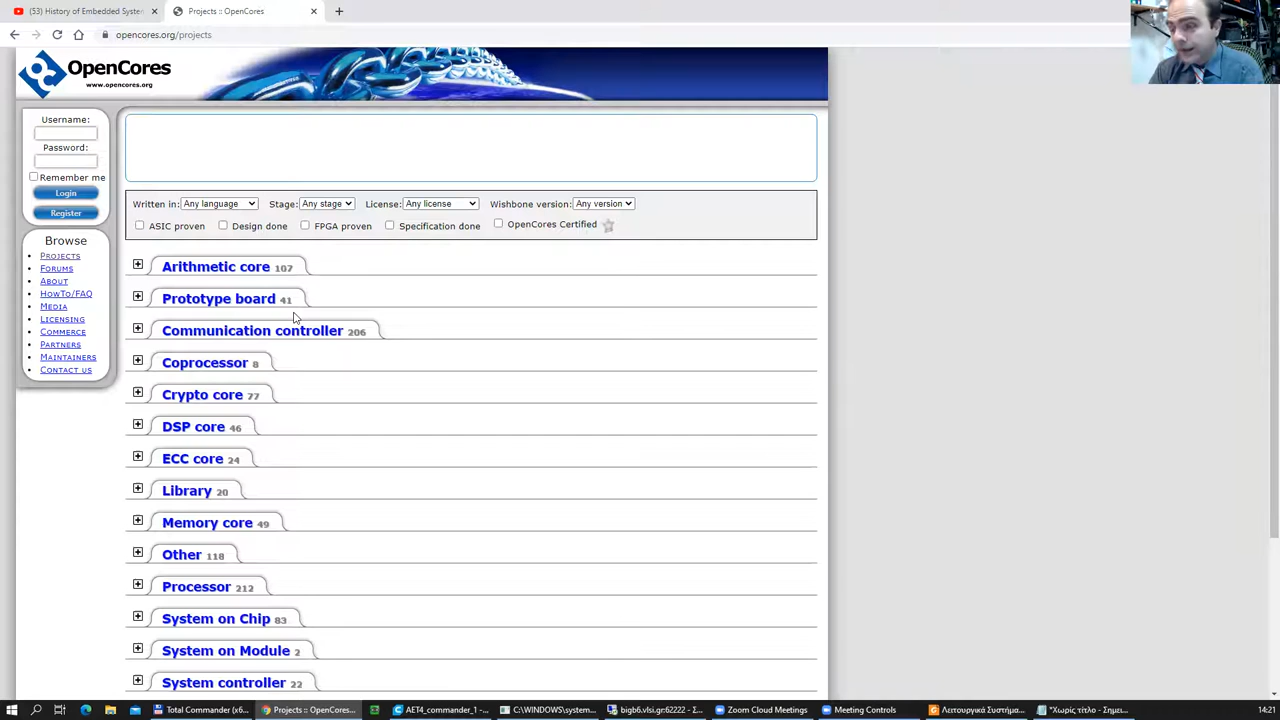 (53) History of Embedded Syster
Projects :: OpenCores
opencores.org/projects
OpenCores
www.opencores.org
Username:
Password:
Remember me
Login
Register
Browse
PROJECTS
FORUMS
ABOUT
HOWTO/FAQ
MEDIA
LICENSING
COMMERCE
PARTNERS
MAINTAINERS
CONTACT US
Written in: Any language Stage: Any stage License: Any license Wishbone version: Any version
ASIC proven Design done FPGA proven Specification done OpenCores Certified
Arithmetic core 107
Prototype board 41
Communication controller 206
Coprocessor 8
Crypto core 77
DSP core 46
ECC core 24
Library 20
Memory core 49
Other 118
Processor 212
System on Chip 83
System on Module 2
System controller 22
Total Commander (x6...
Projects :: OpenCores...
AET4_commander_1 - ...
C:\WINDOWS\system...
bigb6.vlsi.gr:62222 - Σ...
Zoom Cloud Meetings
Meeting Controls
Λειτουργικά Συστήμα...
*Χωρίς τίτλο - Σημει...
14:21